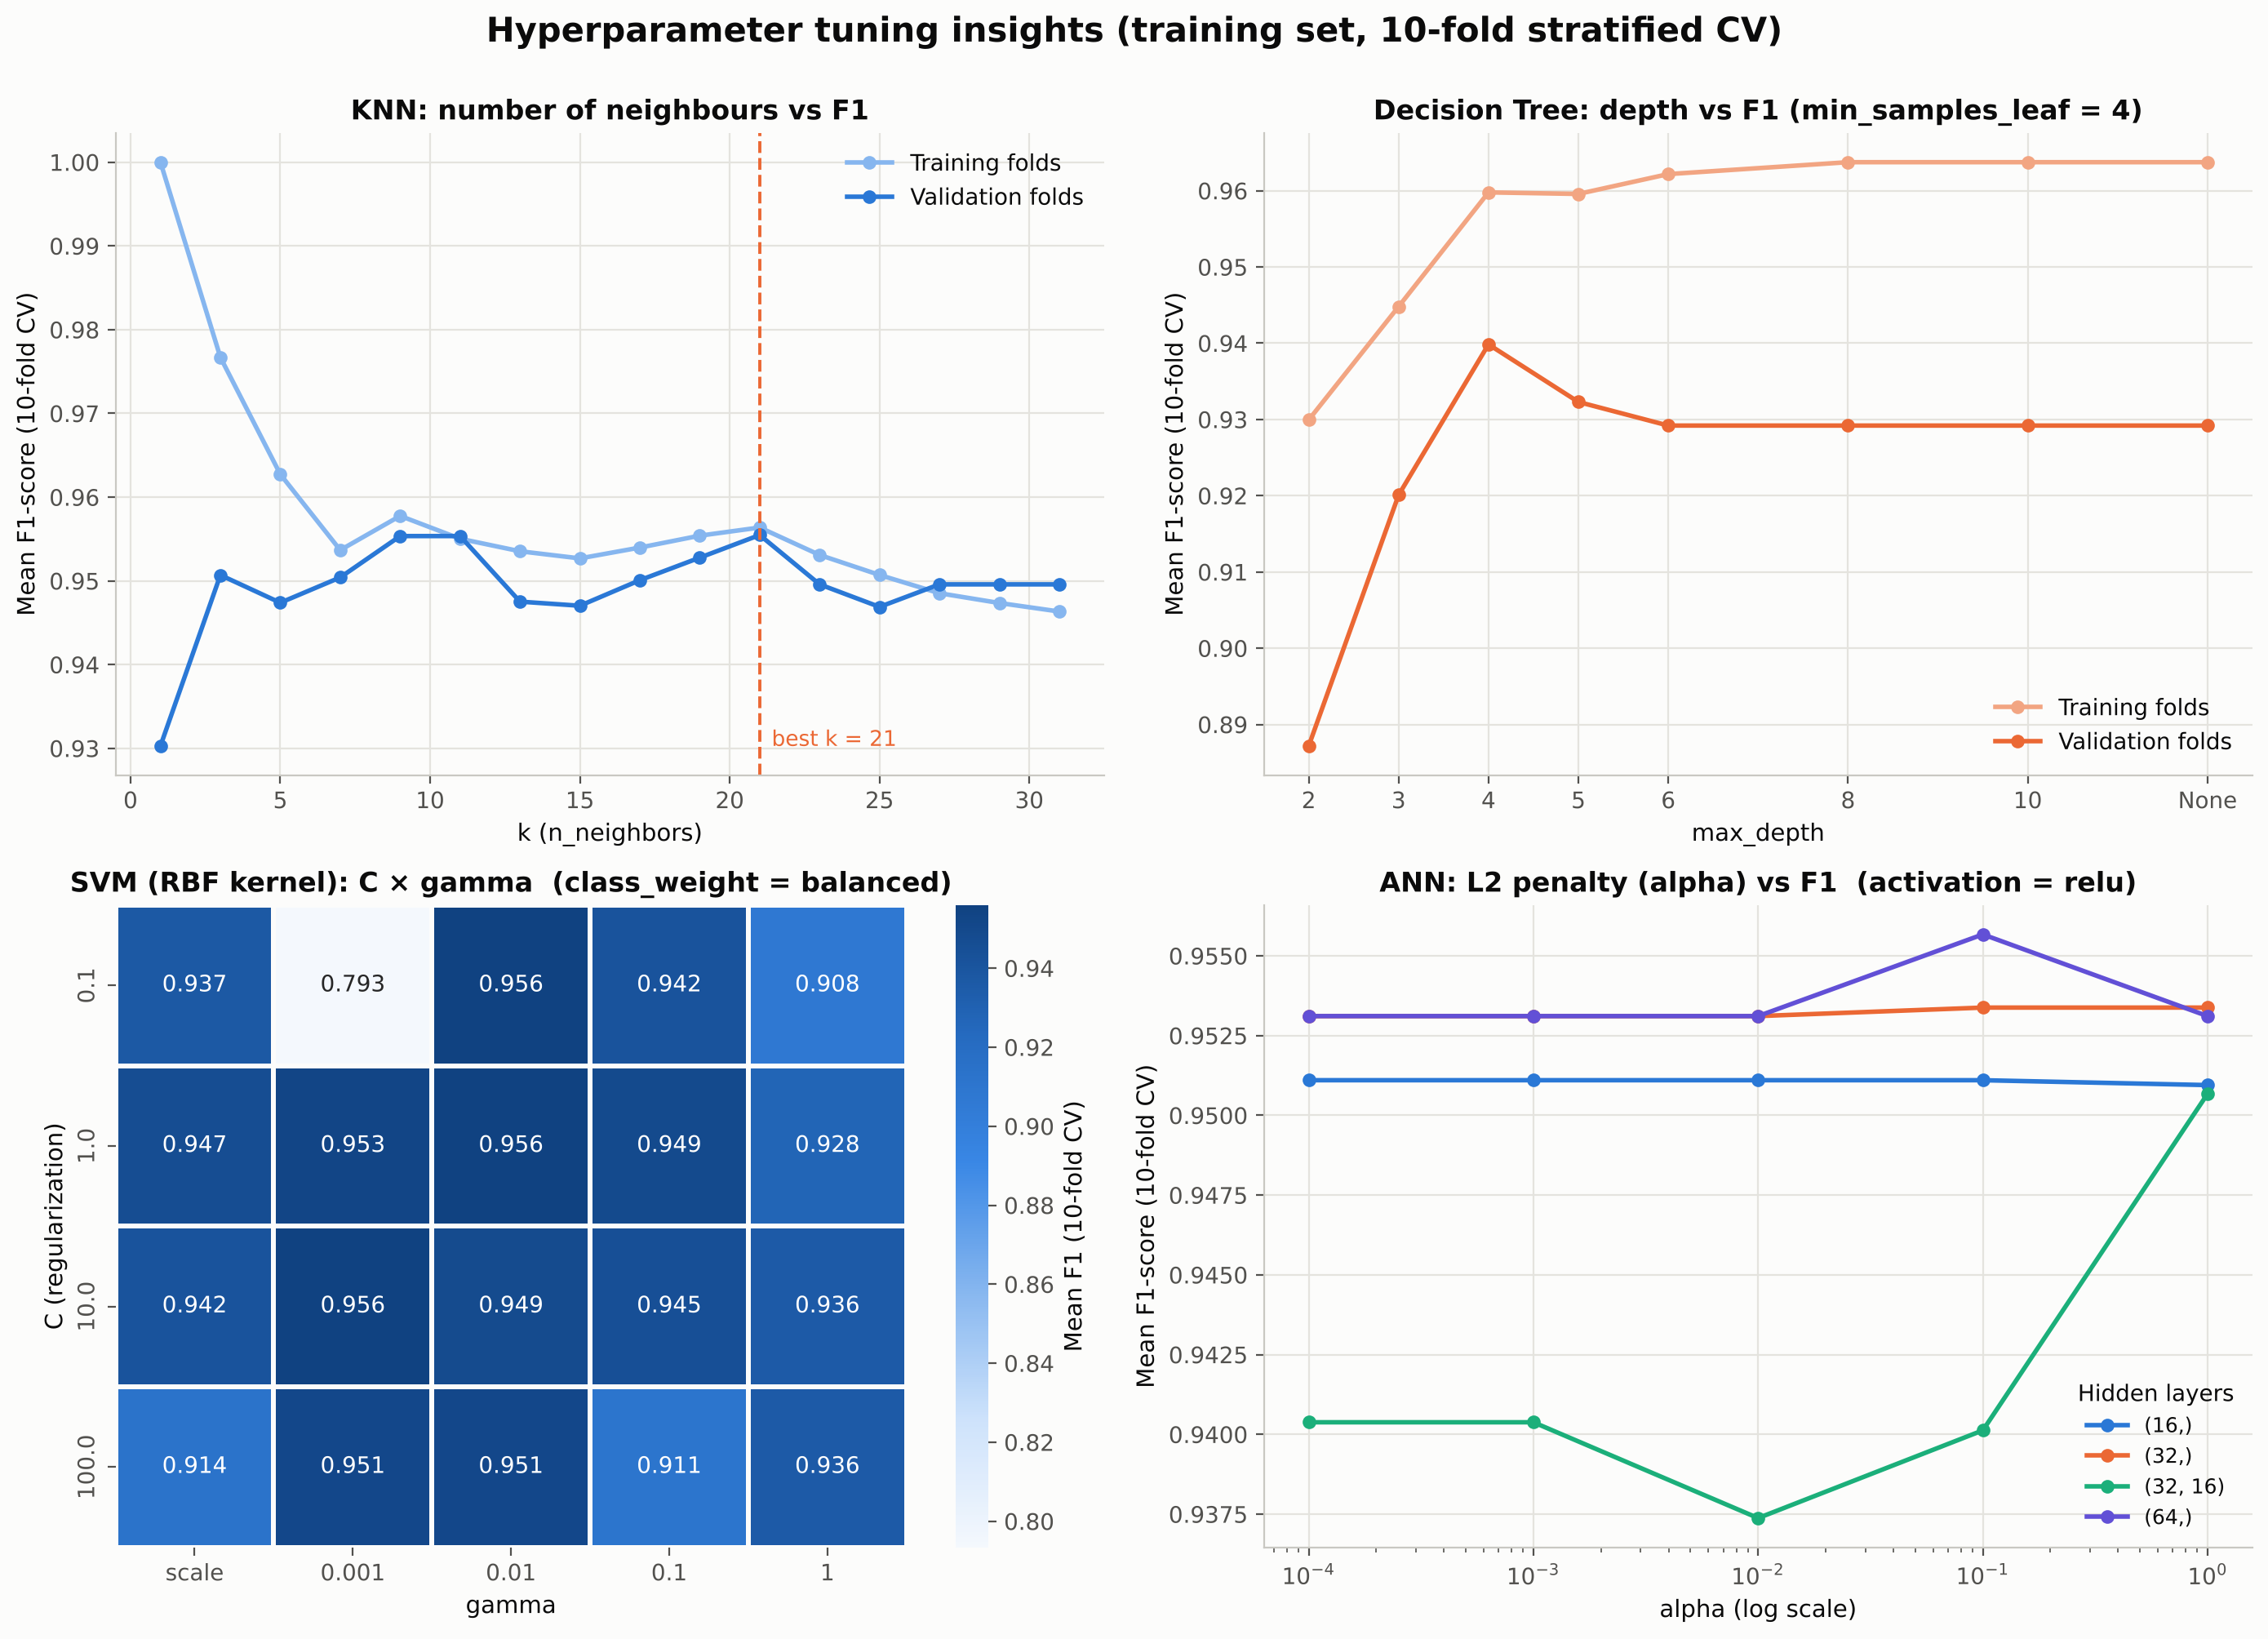 Hyperparameter tuning insights (training set, 10-fold stratified CV)
KNN: number of neighbours vs F1
Mean F1-score (10-fold CV)
1.00
0.99
0.98
0.97
0.96
0.95
0.94
0.93
Training folds
Validation folds
best k = 21
0 5 10 15 20 25 30
k (n_neighbors)
Decision Tree: depth vs F1 (min_samples_leaf = 4)
Mean F1-score (10-fold CV)
0.96
0.95
0.94
0.93
0.92
0.91
0.90
0.89
Training folds
Validation folds
2 3 4 5 6 8 10 None
max_depth
SVM (RBF kernel): C × gamma (class_weight = balanced)
C (regularization)
0.1 0.937 0.793 0.956 0.942 0.908
1.0 0.947 0.953 0.956 0.949 0.928
10.0 0.942 0.956 0.949 0.945 0.936
100.0 0.914 0.951 0.951 0.911 0.936
scale 0.001 0.01 0.1 1
gamma
0.94
0.92
0.90
0.88
0.86
0.84
0.82
0.80
Mean F1 (10-fold CV)
ANN: L2 penalty (alpha) vs F1 (activation = relu)
Mean F1-score (10-fold CV)
0.9550
0.9525
0.9500
0.9475
0.9450
0.9425
0.9400
0.9375
Hidden layers
(16,)
(32,)
(32, 16)
(64,)
10⁻⁴ 10⁻³ 10⁻² 10⁻¹ 10⁰
alpha (log scale)